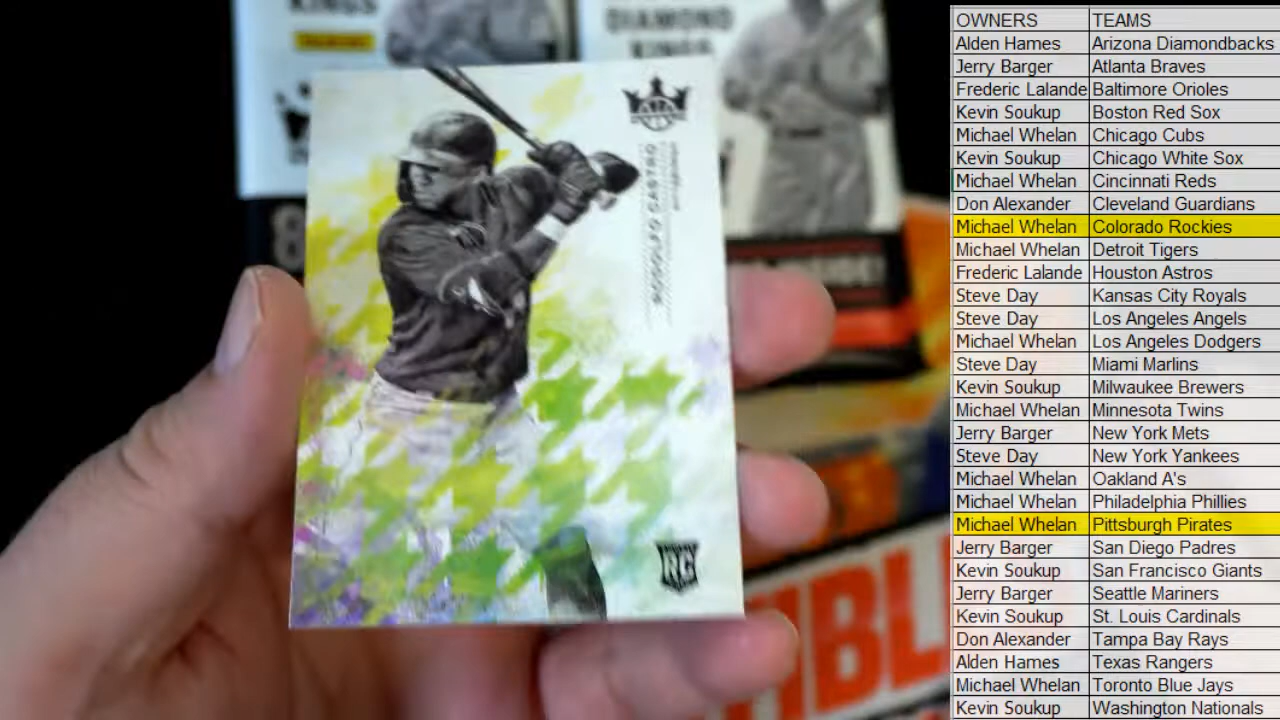 KINGS
DIAMOND
KINGS
RODOLFO CASTRO
RC
IBL
OWNERS TEAMS
Alden Hames Arizona Diamondbacks
Jerry Barger Atlanta Braves
Frederic Lalande Baltimore Orioles
Kevin Soukup Boston Red Sox
Michael Whelan Chicago Cubs
Kevin Soukup Chicago White Sox
Michael Whelan Cincinnati Reds
Don Alexander Cleveland Guardians
Michael Whelan Colorado Rockies
Michael Whelan Detroit Tigers
Frederic Lalande Houston Astros
Steve Day Kansas City Royals
Steve Day Los Angeles Angels
Michael Whelan Los Angeles Dodgers
Steve Day Miami Marlins
Kevin Soukup Milwaukee Brewers
Michael Whelan Minnesota Twins
Jerry Barger New York Mets
Steve Day New York Yankees
Michael Whelan Oakland A's
Michael Whelan Philadelphia Phillies
Michael Whelan Pittsburgh Pirates
Jerry Barger San Diego Padres
Kevin Soukup San Francisco Giants
Jerry Barger Seattle Mariners
Kevin Soukup St. Louis Cardinals
Don Alexander Tampa Bay Rays
Alden Hames Texas Rangers
Michael Whelan Toronto Blue Jays
Kevin Soukup Washington Nationals